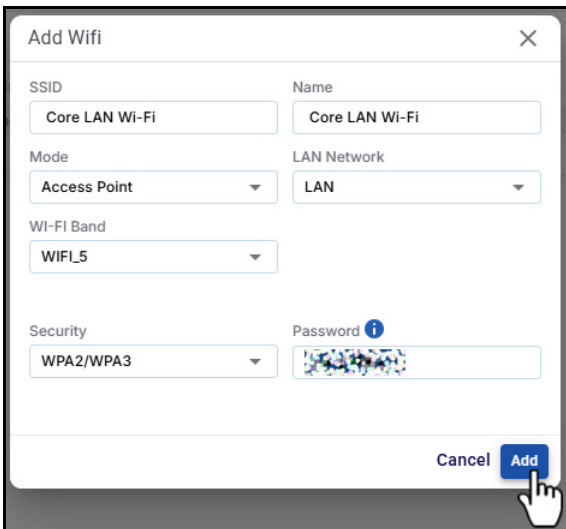 Add Wifi
SSID Name
Core LAN Wi-Fi Core LAN Wi-Fi
Mode LAN Network
Access Point LAN
WI-FI Band
WIFI_5
Security Password i
WPA2/WPA3
Cancel Add